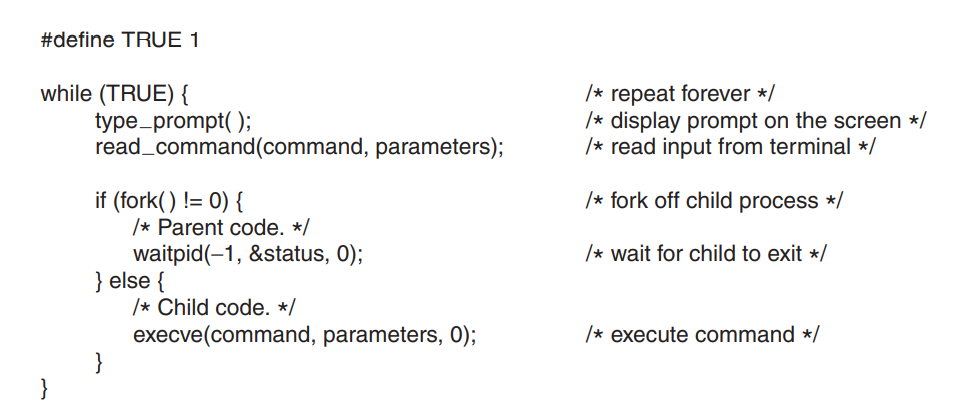 #define TRUE 1
while (TRUE) { /* repeat forever */
type_prompt( ); /* display prompt on the screen */
read_command(command, parameters); /* read input from terminal */
if (fork( ) != 0) { /* fork off child process */
/* Parent code. */
waitpid(−1, &status, 0); /* wait for child to exit */
} else {
/* Child code. */
execve(command, parameters, 0); /* execute command */
}
}